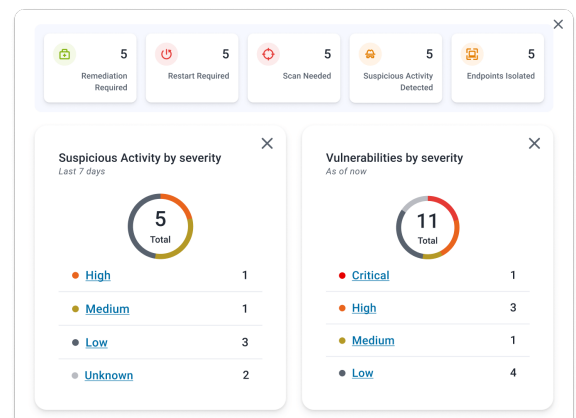 5
Remediation
Required
5
Restart Required
5
Scan Needed
5
Suspicious Activity
Detected
5
Endpoints Isolated
Suspicious Activity by severity
Last 7 days
5
Total
High 1
Medium 1
Low 3
Unknown 2
Vulnerabilities by severity
As of now
11
Total
Critical 1
High 3
Medium 1
Low 4